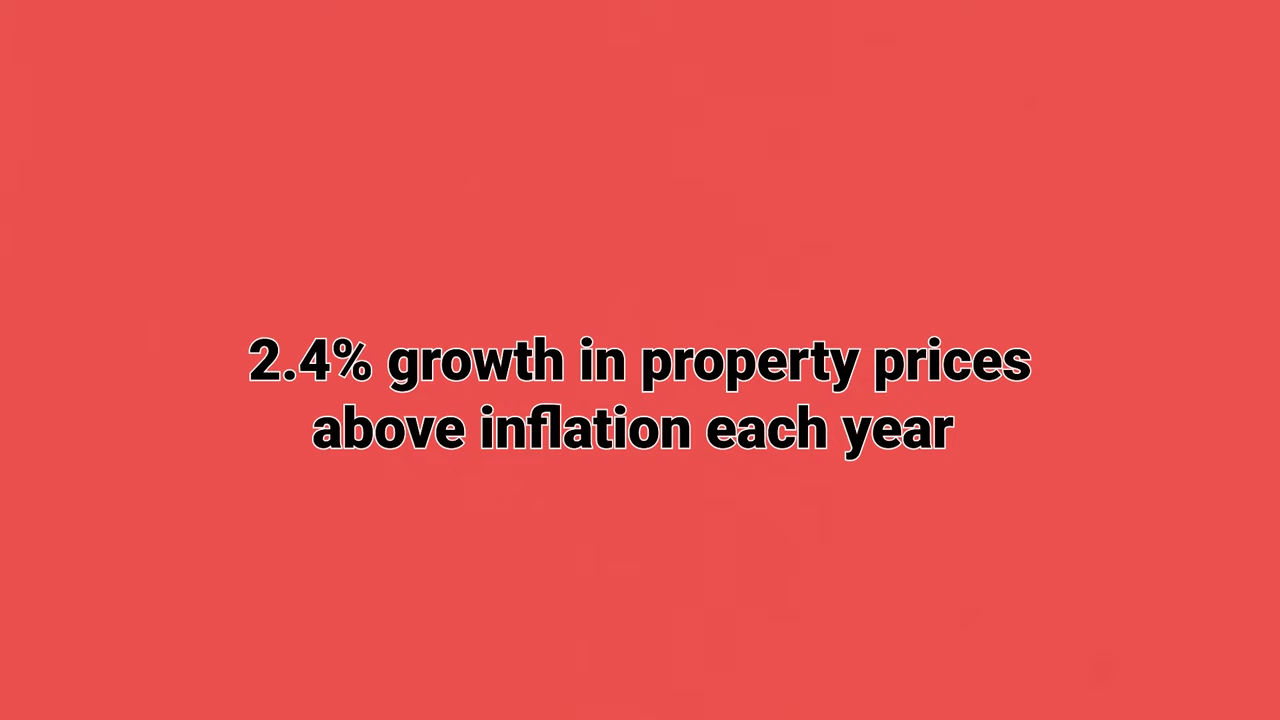 2.4% growth in property prices
above inflation each year